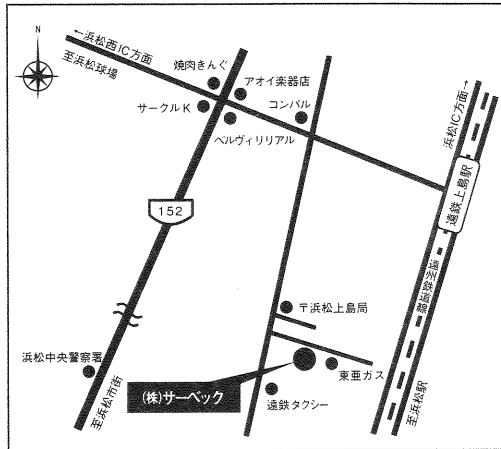 N
←浜松西IC方面
至浜松球場
焼肉きんぐ
アオイ楽器店
サークルK
コンパル
ベルヴィリリアル
浜松IC方面→
遠鉄上島駅
152
遠州鉄道線
〒浜松上島局
浜松中央警察署
東亜ガス
(株)サーベック
遠鉄タクシー
至浜松市街
至浜松駅